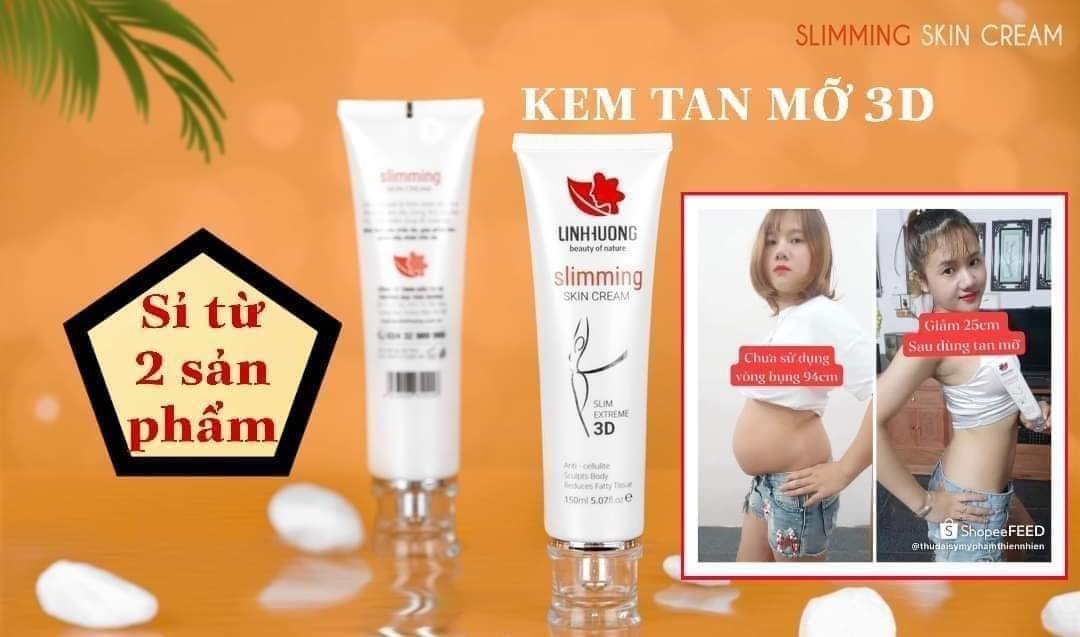 SLIMMING SKIN CREAM
KEM TAN MỠ 3D
Sỉ từ
2 sản
phẩm
slimming
SKIN CREAM
LINH HUONG
beauty of nature
slimming
SKIN CREAM
SLIM
EXTREME
3D
Anti - cellulite
Sculpts Body
Reduces Fatty Tissue
150ml 5.07fl.oz e
Chưa sử dụng
vòng bụng 94cm
Giảm 25cm
Sau dùng tan mỡ
S ShopeeFEED
@thudaisymyphamthiennhien